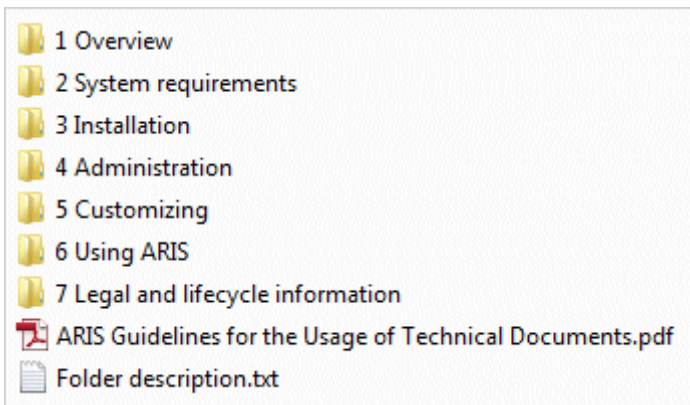 1 Overview
2 System requirements
3 Installation
4 Administration
5 Customizing
6 Using ARIS
7 Legal and lifecycle information
ARIS Guidelines for the Usage of Technical Documents.pdf
Folder description.txt